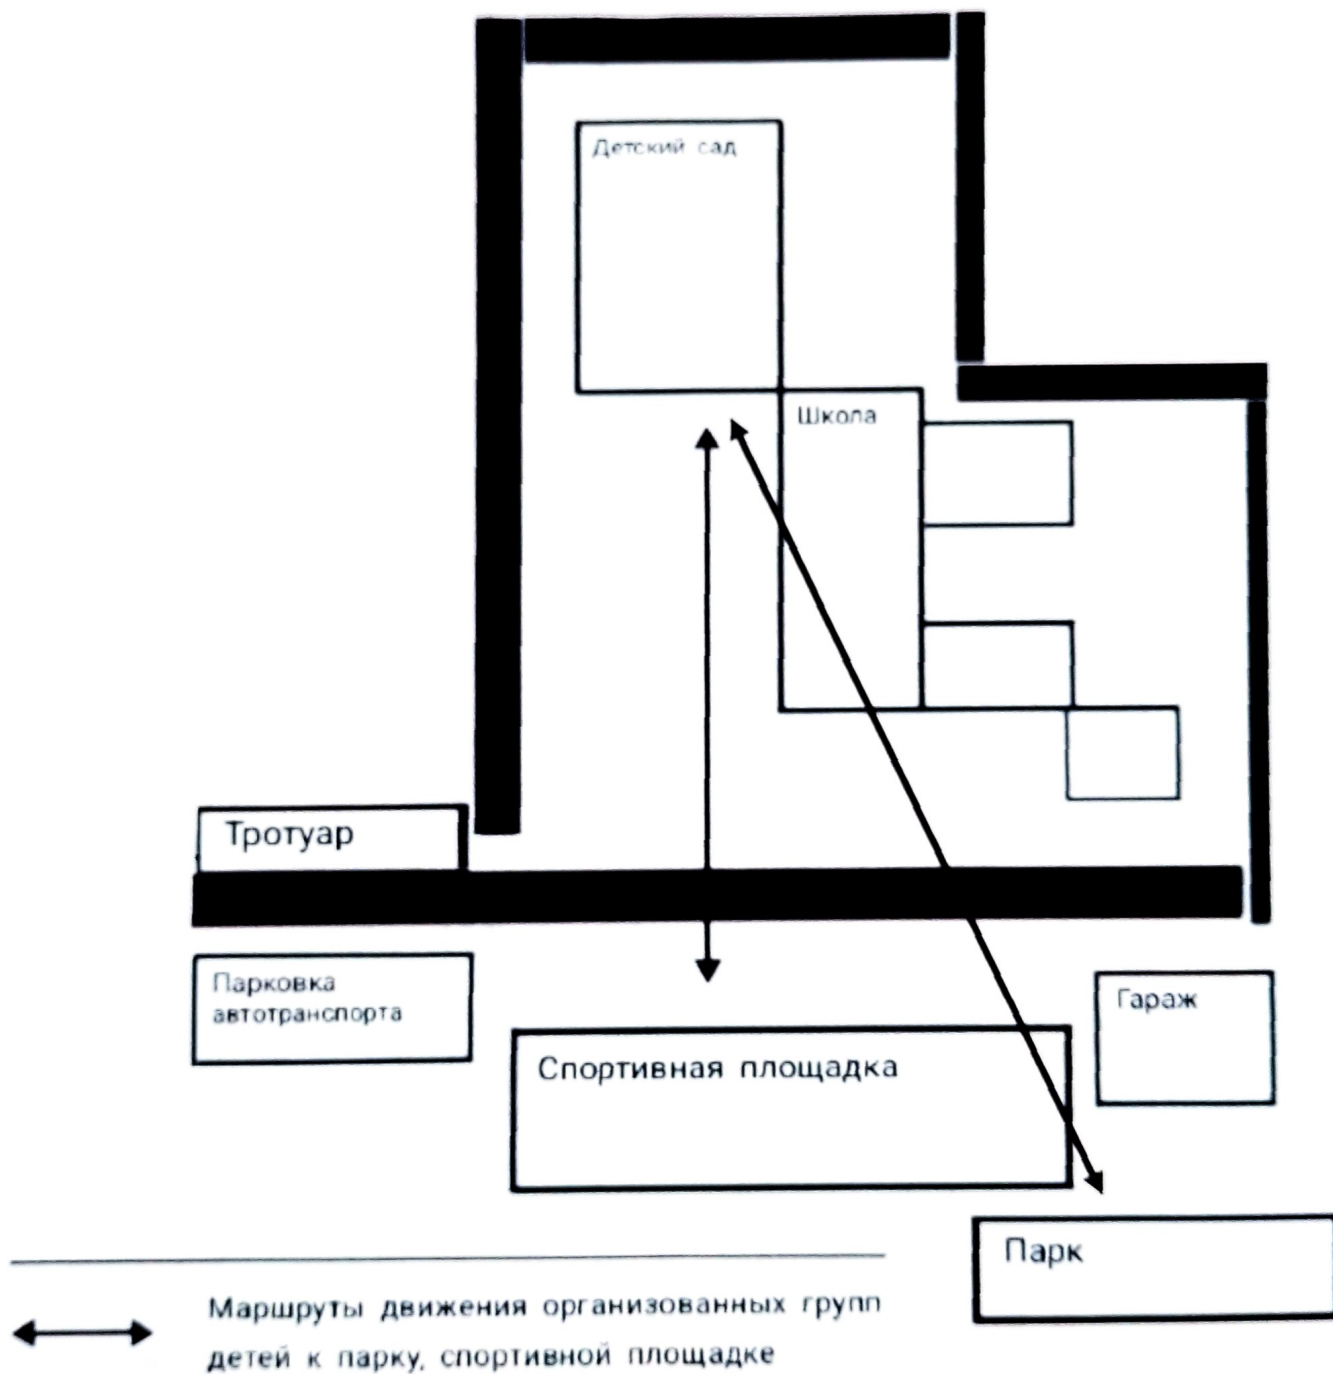 Детский сад
Школа
Тротуар
Парковка
автотранспорта
Гараж
Спортивная площадка
Парк
Маршруты движения организованных групп
детей к парку, спортивной площадке